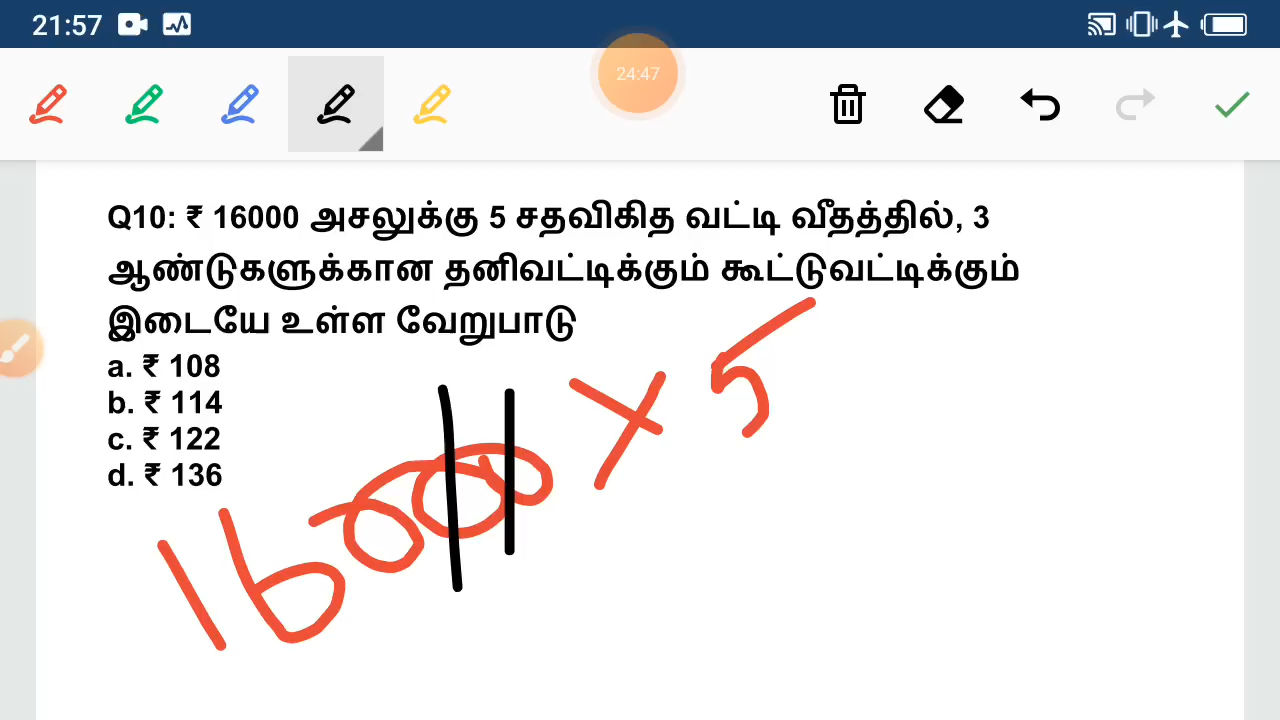 21:57
24:47
Q10: ₹ 16000 அசலுக்கு 5 சதவிகித வட்டி வீதத்தில், 3
ஆண்டுகளுக்கான தனிவட்டிக்கும் கூட்டுவட்டிக்கும்
இடையே உள்ள வேறுபாடு
a. ₹ 108
b. ₹ 114
c. ₹ 122
d. ₹ 136
16000 × 5